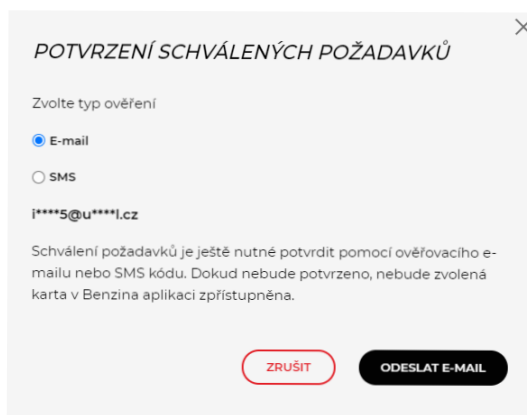 POTVRZENÍ SCHVÁLENÝCH POŽADAVKŮ
Zvolte typ ověření
E-mail
SMS
i****5@u****l.cz
Schválení požadavků je ještě nutné potvrdit pomocí ověřovacího e-
mailu nebo SMS kódu. Dokud nebude potvrzeno, nebude zvolená
karta v Benzina aplikaci zpřístupněna.
ZRUŠIT
ODESLAT E-MAIL